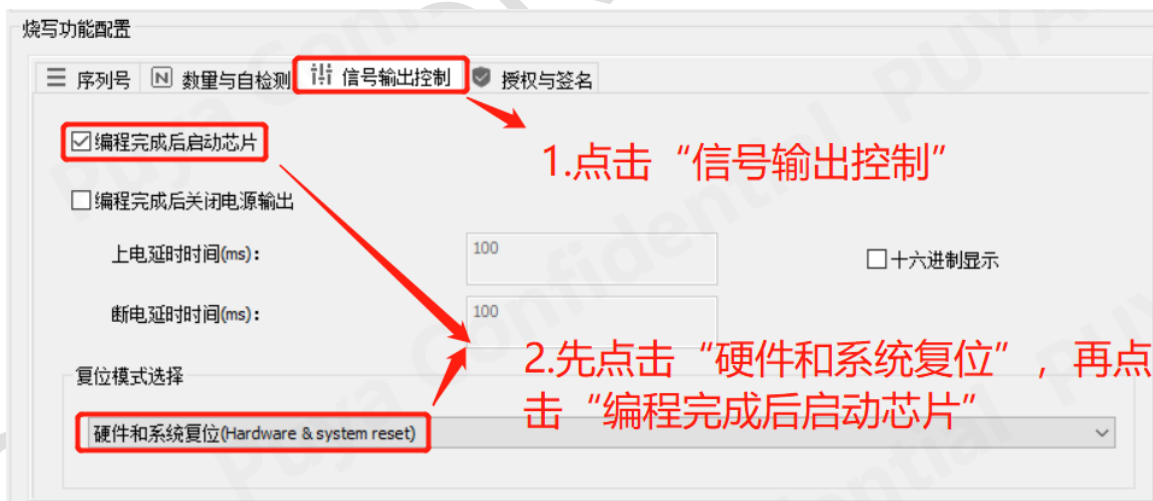 烧写功能配置
序列号 数量与自检测 信号输出控制 授权与签名
编程完成后启动芯片
1.点击“信号输出控制”
编程完成后关闭电源输出
上电延时时间(ms): 100 十六进制显示
断电延时时间(ms): 100
2.先点击“硬件和系统复位”,再点
击“编程完成后启动芯片”
复位模式选择
硬件和系统复位(Hardware & system reset)
Puya Confidential PUYA
Puya Confidential PUYA